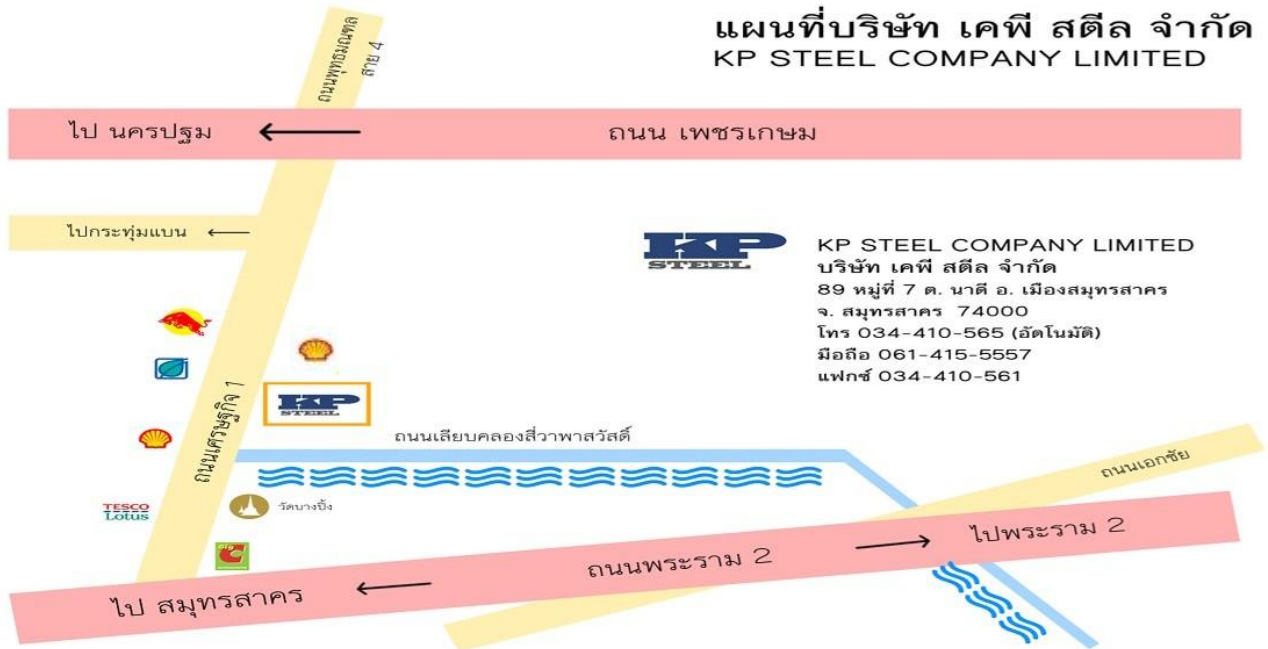 แผนที่บริษัท เคพี สตีล จำกัด
KP STEEL COMPANY LIMITED
ถนนพุทธมณฑล
สาย 4
ไป นครปฐม
ถนน เพชรเกษม
ไปกระทุ่มแบน
KP
STEEL
KP STEEL COMPANY LIMITED
บริษัท เคพี สตีล จำกัด
89 หมู่ที่ 7 ต. นาดี อ. เมืองสมุทรสาคร
จ. สมุทรสาคร 74000
โทร 034-410-565 (อัตโนมัติ)
มือถือ 061-415-5557
แฟกซ์ 034-410-561
KP
STEEL
ถนนเศรษฐกิจ 1
ถนนเลียบคลองสี่วาพาสวัสดิ์
ถนนเอกชัย
TESCO
Lotus
วัดบางปิ้ง
Big
C
ไป สมุทรสาคร
ถนนพระราม 2
ไปพระราม 2